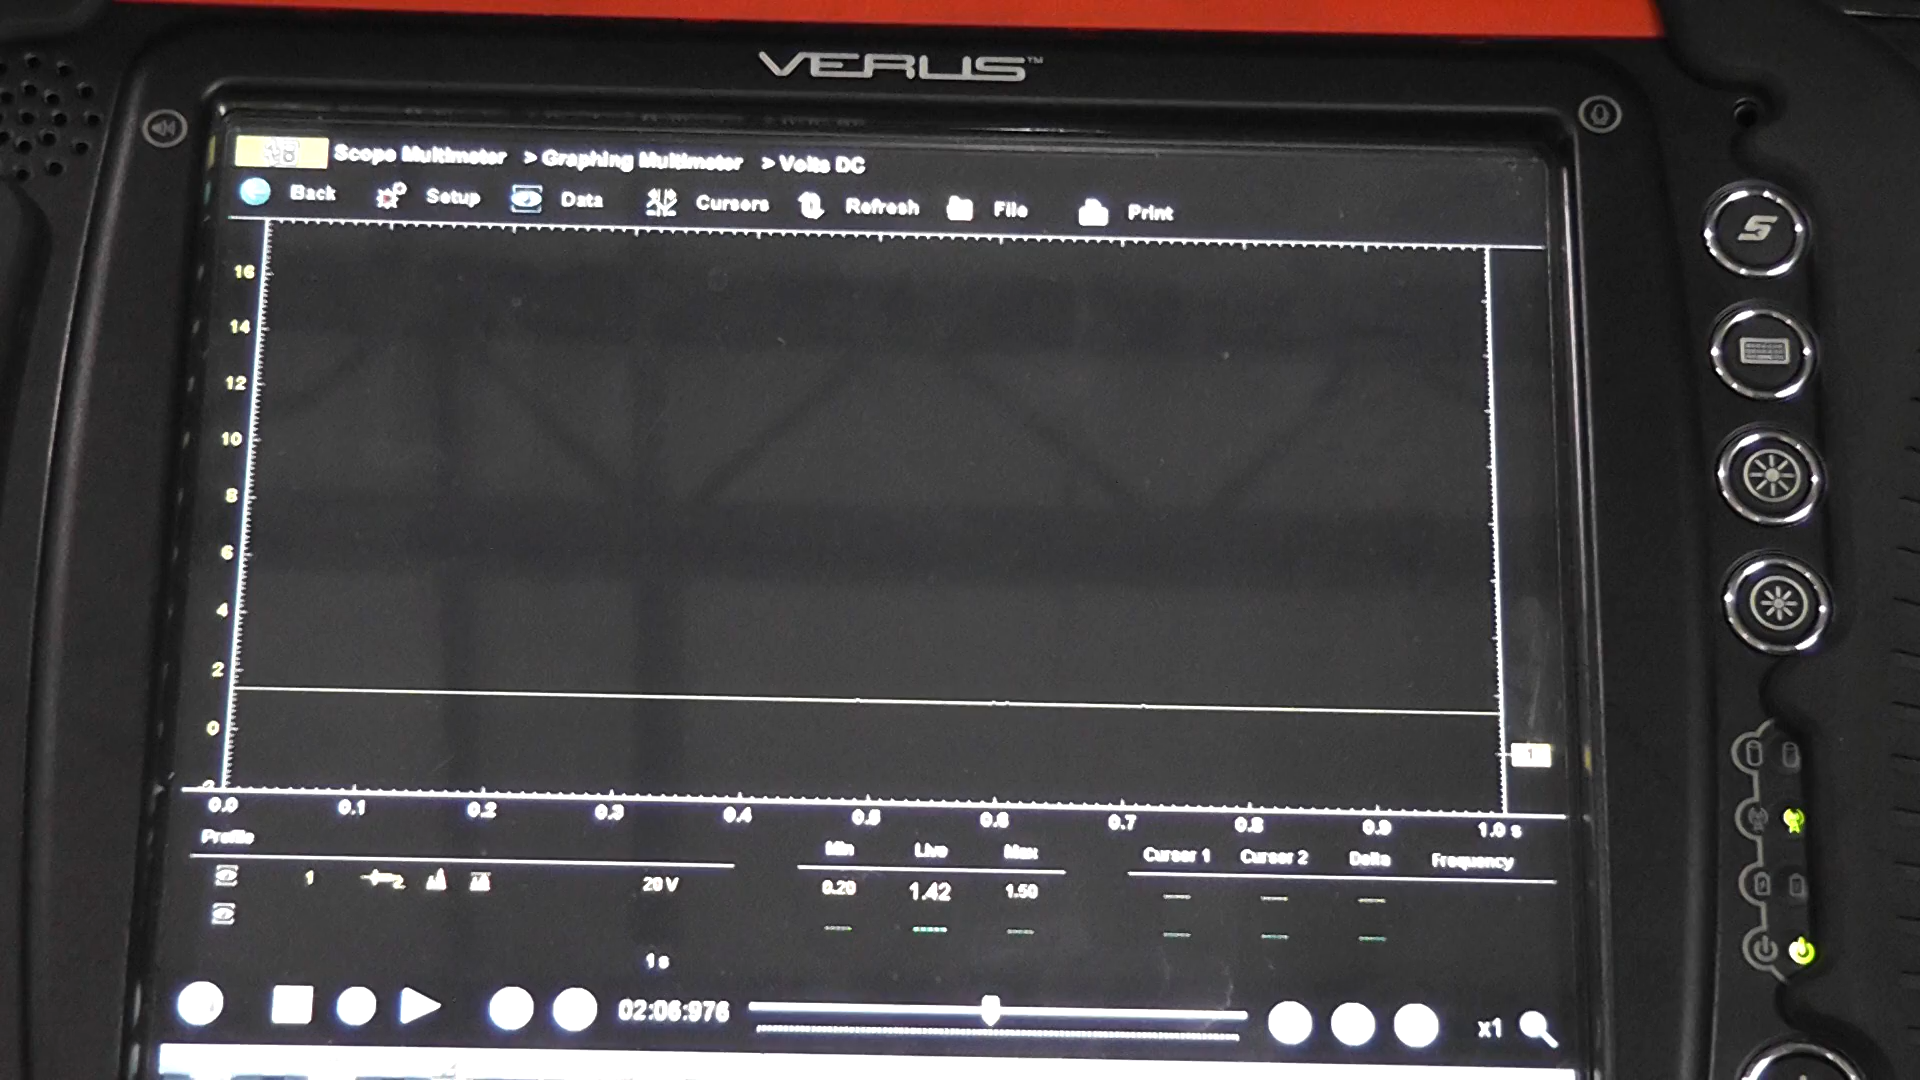 VERUS™
Scope Multimeter > Graphing Multimeter > Volts DC
Back Setup Data Cursors Refresh File Print
16
14
12
10
8
6
4
2
0
0.0 0.1 0.2 0.3 0.4 0.5 0.6 0.7 0.8 0.9 1.0 s
1
Profile Min Live Max Cursor 1 Cursor 2 Delta Frequency
1 20 V 0.20 1.42 1.50 ---- ---- ----
---- ---- ---- ---- ---- ----
1 s
02:06:976 x1